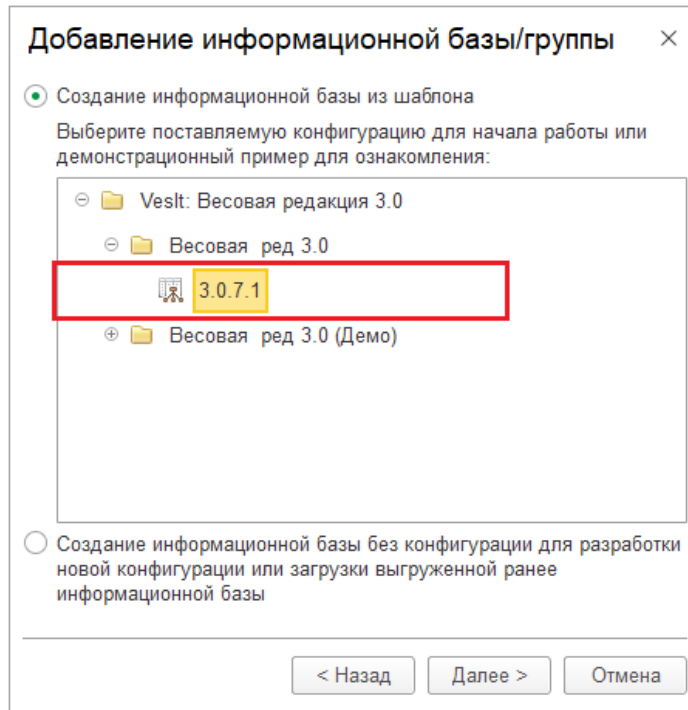 Добавление информационной базы/группы
Создание информационной базы из шаблона
Выберите поставляемую конфигурацию для начала работы или
демонстрационный пример для ознакомления:
VesIt: Весовая редакция 3.0
Весовая ред 3.0
3.0.7.1
Весовая ред 3.0 (Демо)
Создание информационной базы без конфигурации для разработки
новой конфигурации или загрузки выгруженной ранее
информационной базы
< Назад Далее > Отмена